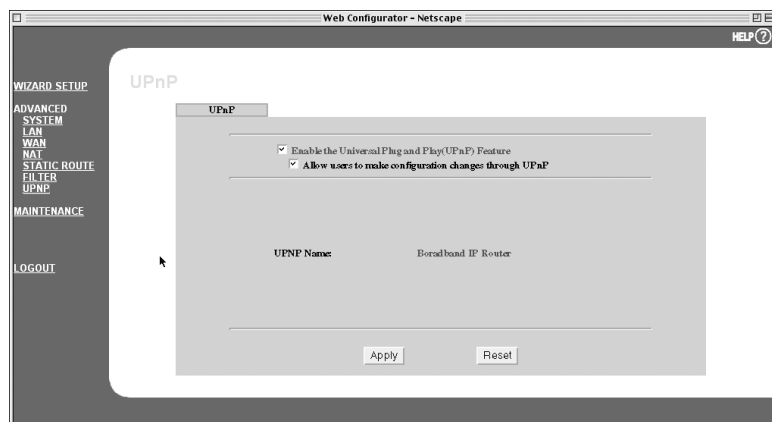 Web Configurator - Netscape
HELP ?
WIZARD SETUP
ADVANCED
SYSTEM
LAN
WAN
NAT
STATIC ROUTE
FILTER
UPNP
MAINTENANCE
LOGOUT
UPnP
UPnP
Enable the Universal Plug and Play(UPnP) Feature
Allow users to make configuration changes through UPnP
UPNP Name: Boradband IP Router
Apply Reset